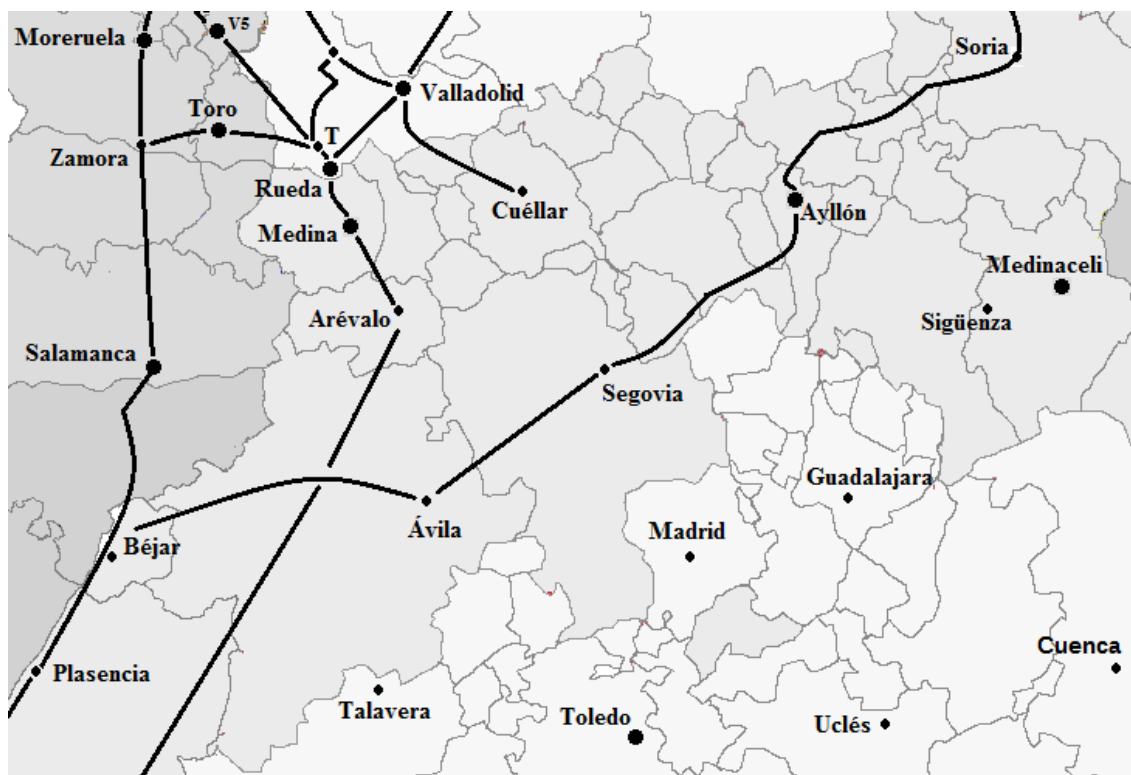 V5
Moreruela
Soria
Valladolid
Toro
T
Zamora
Rueda
Cuéllar
Ayllón
Medina
Medinaceli
Arévalo
Sigüenza
Salamanca
Segovia
Guadalajara
Ávila
Madrid
Béjar
Cuenca
Plasencia
Talavera
Toledo
Uclés